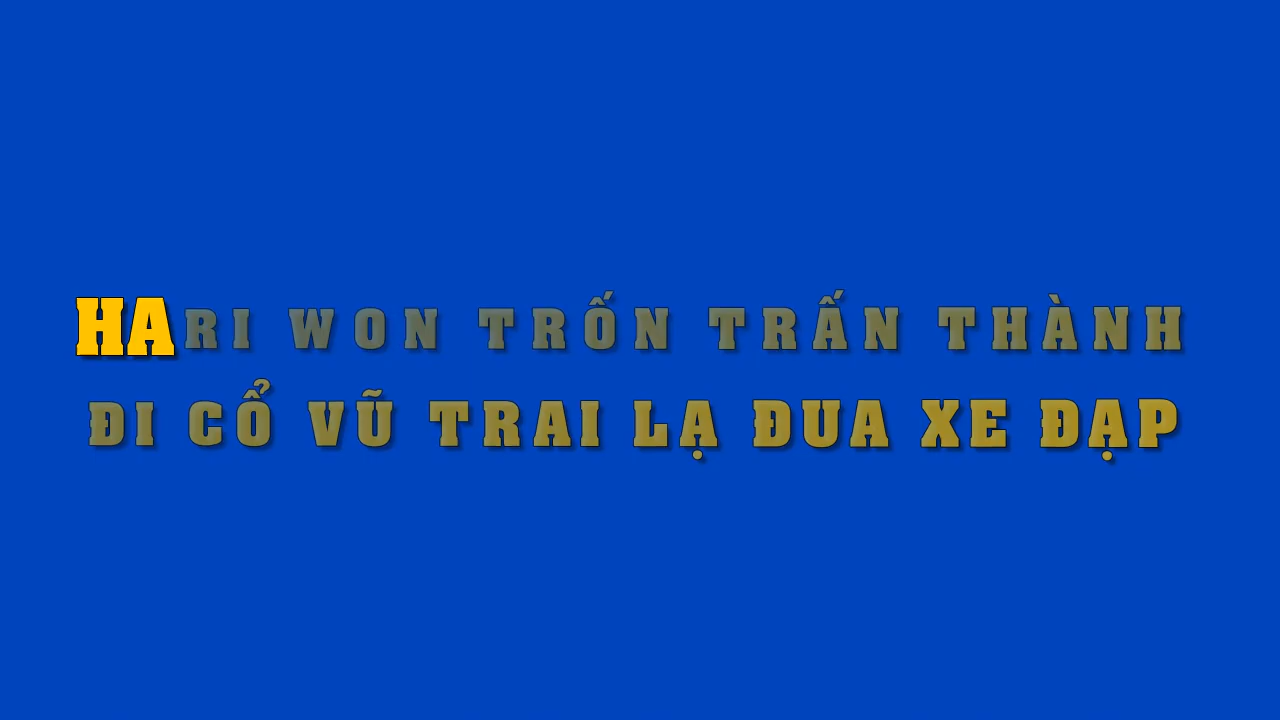 HARI WON TRỐN TRẤN THÀNH
ĐI CỔ VŨ TRAI LẠ ĐUA XE ĐẠP